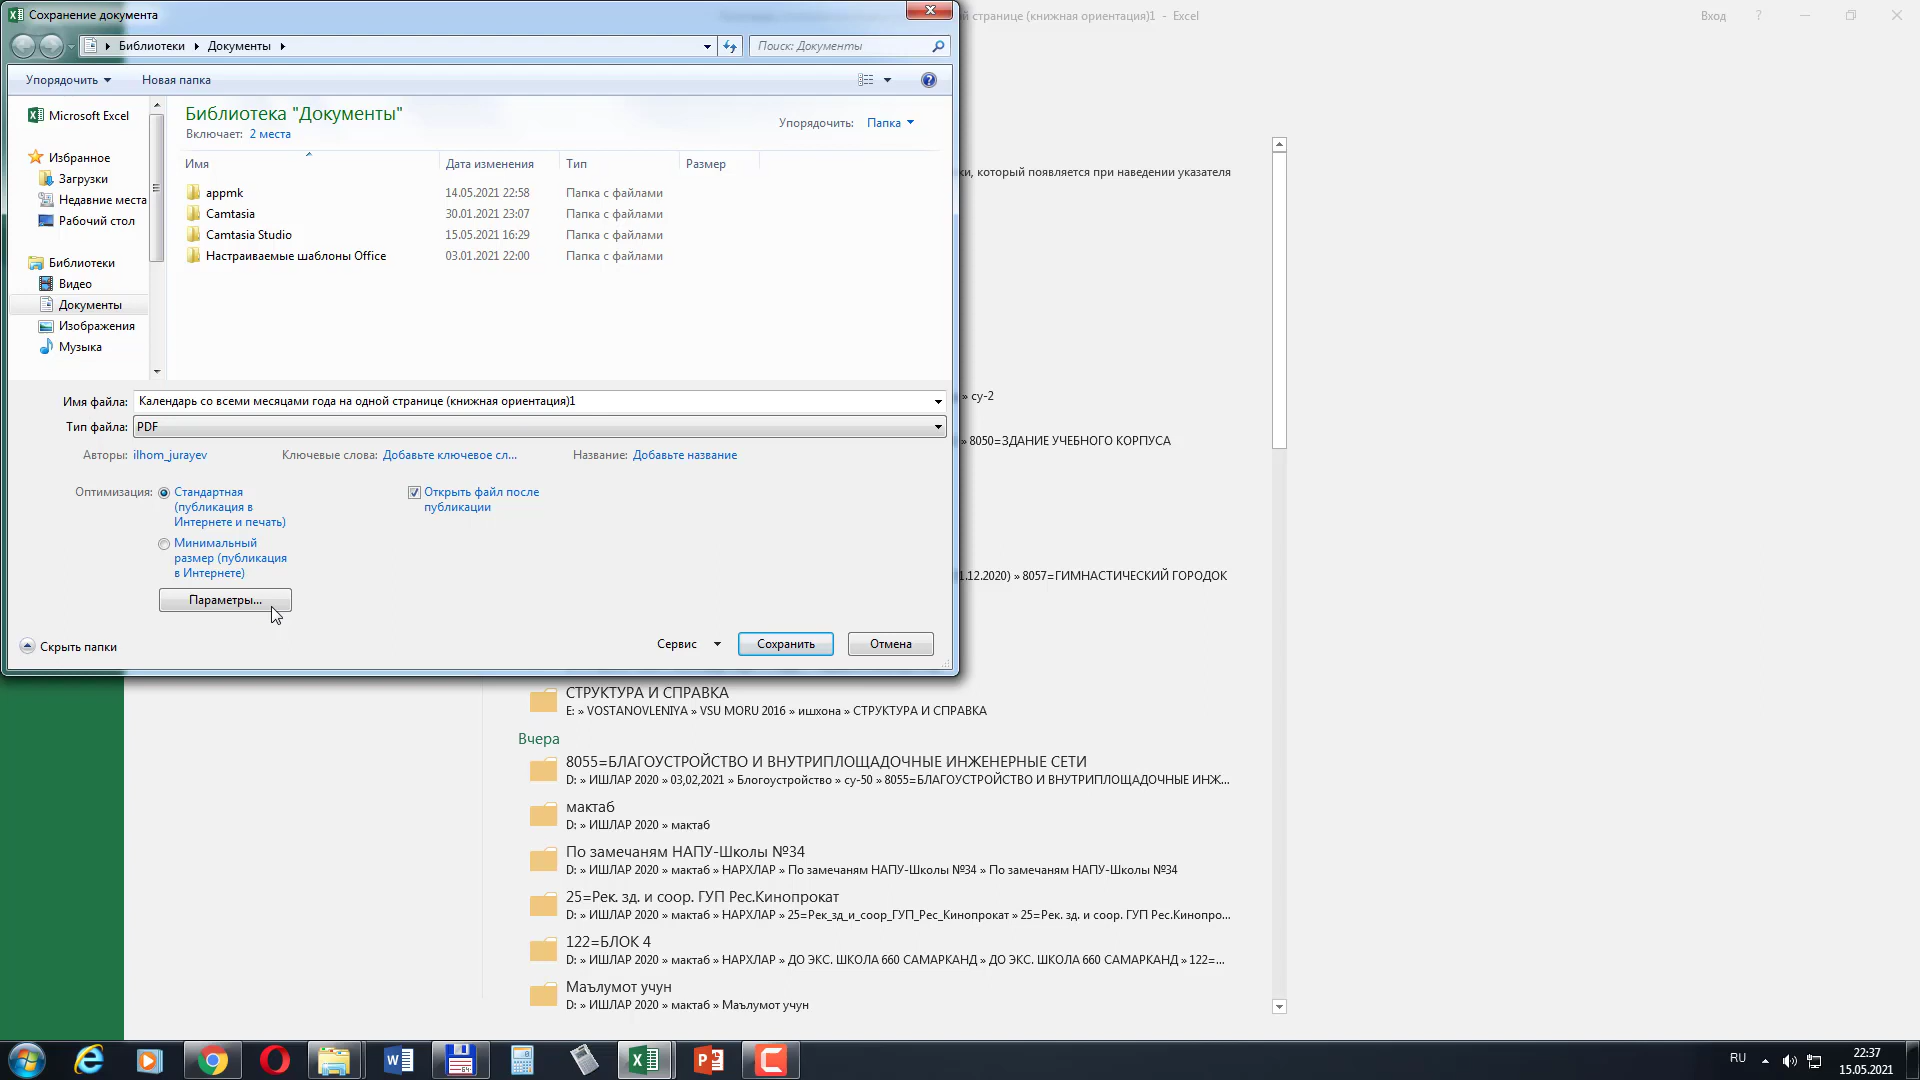 Сохранение документа
й странице (книжная ориентация)1 - Excel
Вход
?
Библиотеки
Документы
Поиск: Документы
Упорядочить
Новая папка
?
Microsoft Excel
Избранное
Загрузки
Недавние места
Рабочий стол
Библиотеки
Видео
Документы
Изображения
Музыка
Библиотека "Документы"
Включает: 2 места
Упорядочить: Папка
Имя
Дата изменения
Тип
Размер
appmk
14.05.2021 22:58
Папка с файлами
Camtasia
30.01.2021 23:07
Папка с файлами
Camtasia Studio
15.05.2021 16:29
Папка с файлами
Настраиваемые шаблоны Office
03.01.2021 22:00
Папка с файлами
Имя файла: Календарь со всеми месяцами года на одной странице (книжная ориентация)1
Тип файла: PDF
Авторы: ilhom_jurayev
Ключевые слова: Добавьте ключевое сл...
Название: Добавьте название
Оптимизация:
Стандартная
(публикация в
Интернете и печать)
Минимальный
размер (публикация
в Интернете)
Открыть файл после
публикации
Параметры...
Скрыть папки
Сервис
Сохранить
Отмена
ки, который появляется при наведении указателя
» су-2
» 8050=ЗДАНИЕ УЧЕБНОГО КОРПУСА
1.12.2020) » 8057=ГИМНАСТИЧЕСКИЙ ГОРОДОК
СТРУКТУРА И СПРАВКА
E: » VOSTANOVLENIYA » VSU MORU 2016 » ишхона » СТРУКТУРА И СПРАВКА
Вчера
8055=БЛАГОУСТРОЙСТВО И ВНУТРИПЛОЩАДОЧНЫЕ ИНЖЕНЕРНЫЕ СЕТИ
D: » ИШЛАР 2020 » 03,02,2021 » Блогоустройство » су-50 » 8055=БЛАГОУСТРОЙСТВО И ВНУТРИПЛОЩАДОЧНЫЕ ИНЖ...
мактаб
D: » ИШЛАР 2020 » мактаб
По замечаням НАПУ-Школы №34
D: » ИШЛАР 2020 » мактаб » НАРХЛАР » По замечаням НАПУ-Школы №34 » По замечаням НАПУ-Школы №34
25=Рек. зд. и соор. ГУП Рес.Кинопрокат
D: » ИШЛАР 2020 » мактаб » НАРХЛАР » 25=Рек_зд_и_соор_ГУП_Рес_Кинопрокат » 25=Рек. зд. и соор. ГУП Рес.Кинопро...
122=БЛОК 4
D: » ИШЛАР 2020 » мактаб » НАРХЛАР » ДО ЭКС. ШКОЛА 660 САМАРКАНД » ДО ЭКС. ШКОЛА 660 САМАРКАНД » 122=...
Маълумот учун
D: » ИШЛАР 2020 » мактаб » Маълумот учун
RU
22:37
15.05.2021